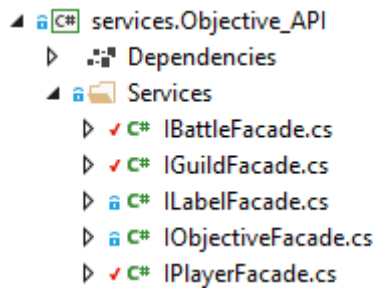 C# services.Objective_API
Dependencies
Services
C# IBattleFacade.cs
C# IGuildFacade.cs
C# ILabelFacade.cs
C# IObjectiveFacade.cs
C# IPlayerFacade.cs